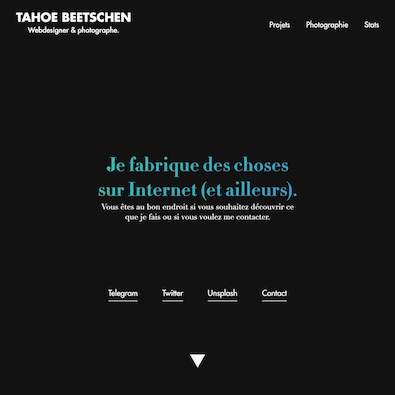 TAHOE BEETSCHEN
Webdesigner & photographe.
Projets Photographie Stats
Je fabrique des choses
sur Internet (et ailleurs).
Vous êtes au bon endroit si vous souhaitez découvrir ce
que je fais ou si vous voulez me contacter.
Telegram Twitter Unsplash Contact